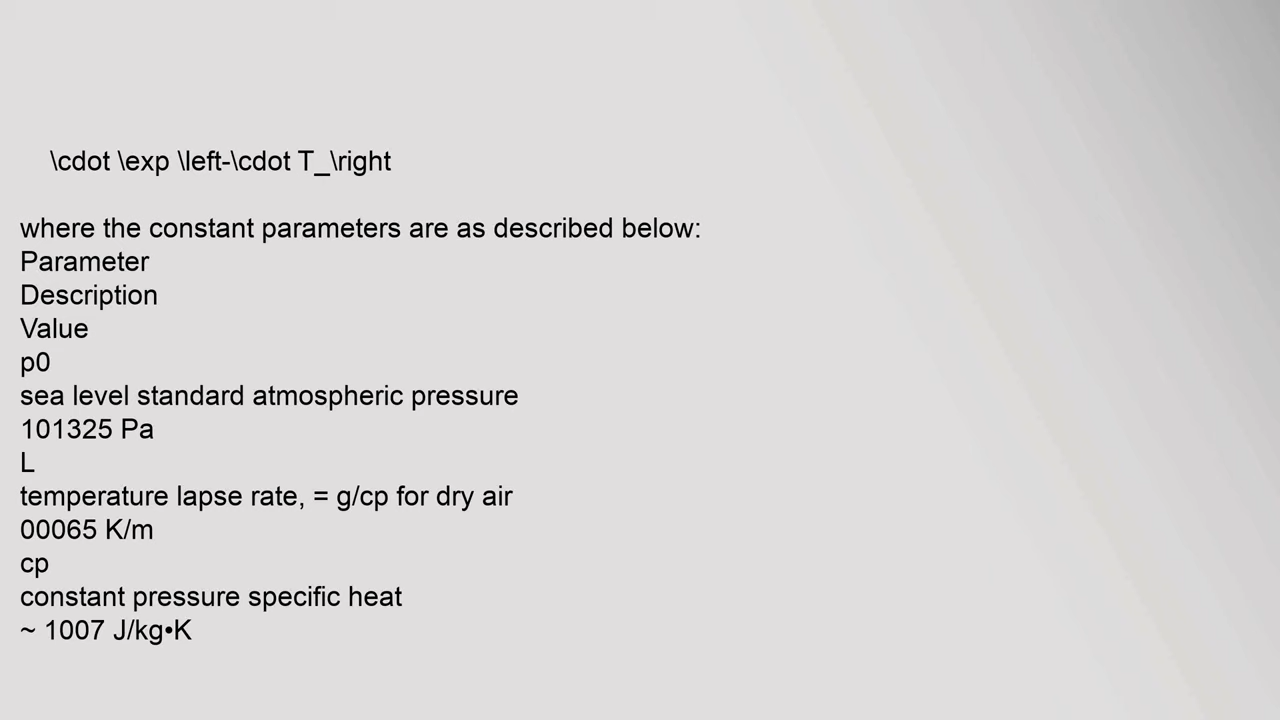 \cdot \exp \left-\cdot T_\right
where the constant parameters are as described below:
Parameter
Description
Value
p0
sea level standard atmospheric pressure
101325 Pa
L
temperature lapse rate, = g/cp for dry air
00065 K/m
cp
constant pressure specific heat
~ 1007 J/kg•K